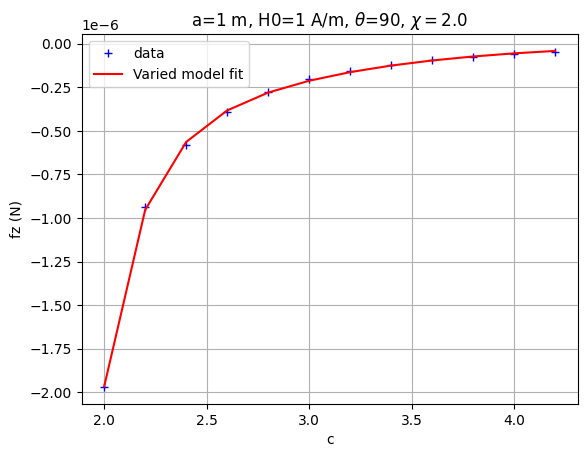 a=1 m, H0=1 A/m, θ=90, χ = 2.0
1e−6
data
Varied model fit
0.00
−0.25
−0.50
−0.75
−1.00
−1.25
−1.50
−1.75
−2.00
fz (N)
2.0 2.5 3.0 3.5 4.0
c